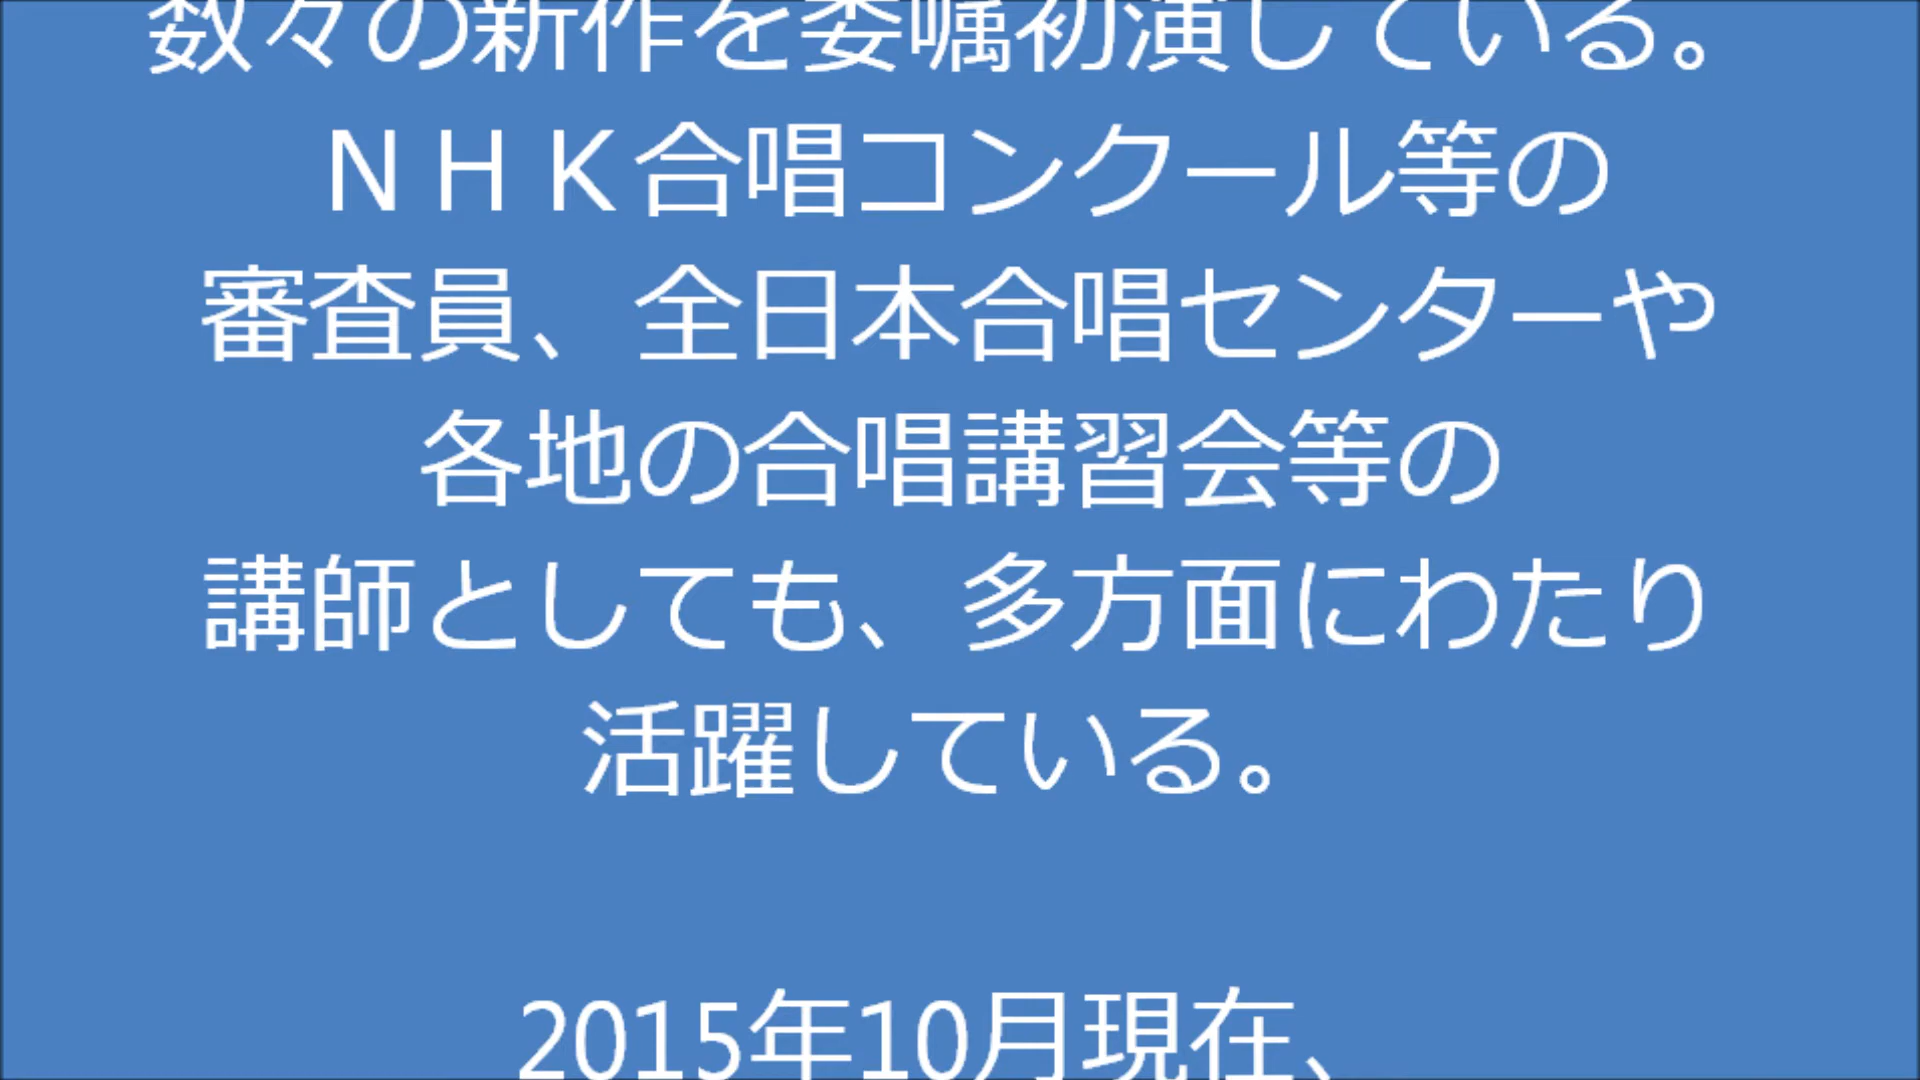 数々の新作を委嘱初演している。
ＮＨＫ合唱コンクール等の
審査員、全日本合唱センターや
各地の合唱講習会等の
講師としても、多方面にわたり
活躍している。
2015年10月現在、